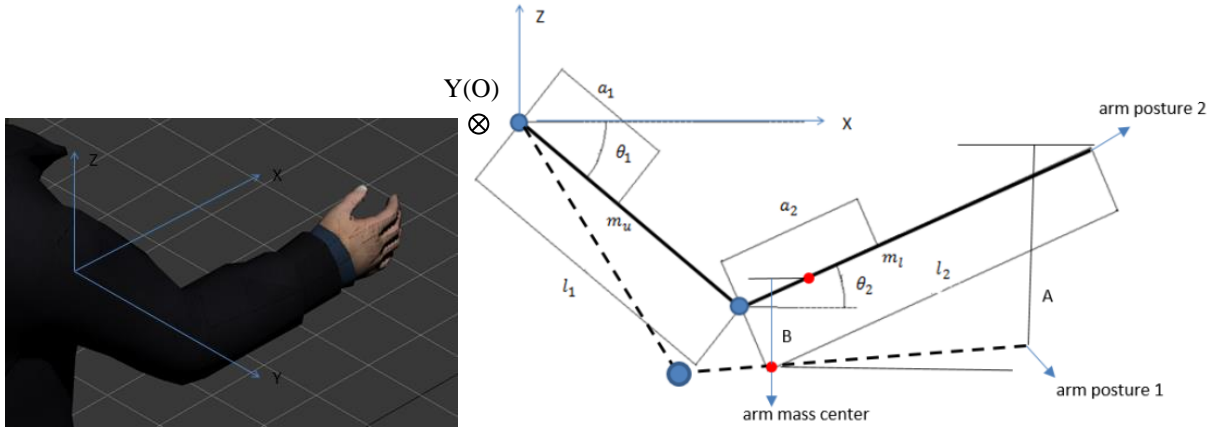 Z
X
Y
Z
Y(O)
X
a₁
θ₁
mᵤ
l₁
a₂
mₗ
l₂
θ₂
A
B
arm posture 2
arm posture 1
arm mass center